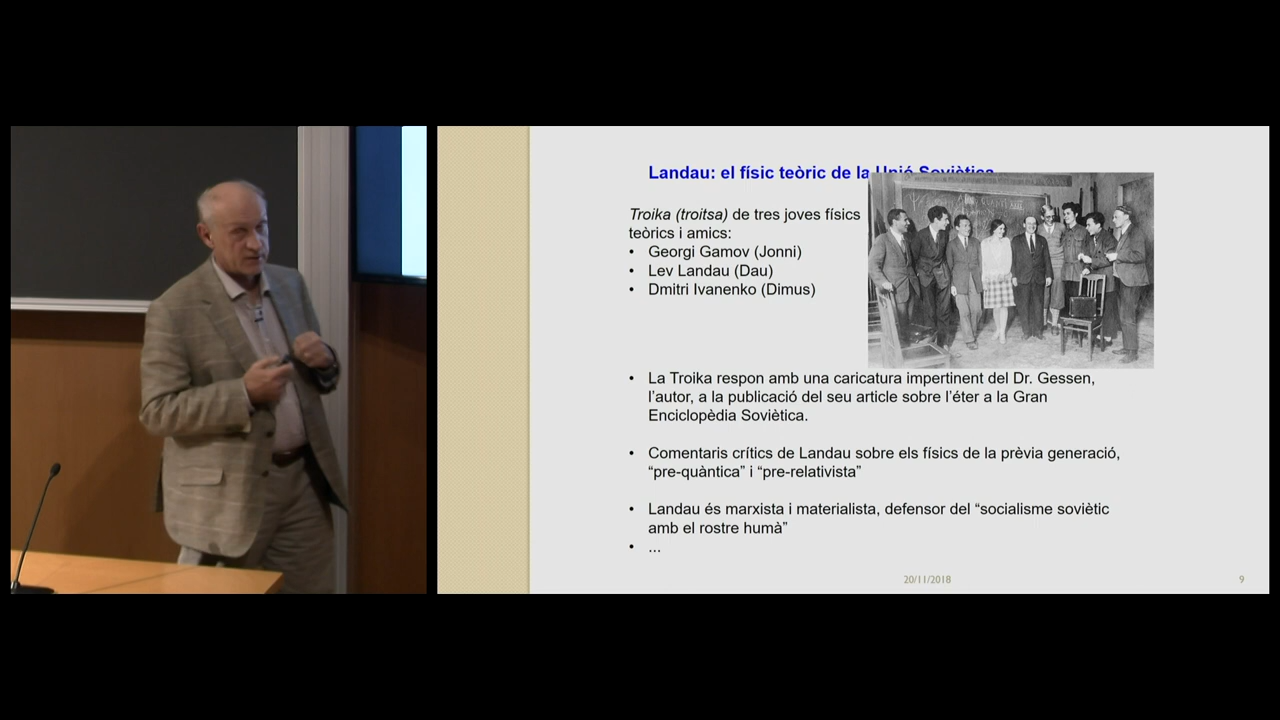 Landau: el físic teòric de la Unió Soviètica
Troika (troitsa) de tres joves físics
teòrics i amics:
• Georgi Gamov (Jonni)
• Lev Landau (Dau)
• Dmitri Ivanenko (Dimus)
• La Troika respon amb una caricatura impertinent del Dr. Gessen,
l’autor, a la publicació del seu article sobre l’éter a la Gran
Enciclopèdia Soviètica.
• Comentaris crítics de Landau sobre els físics de la prèvia generació,
“pre-quàntica” i “pre-relativista”
• Landau és marxista i materialista, defensor del “socialisme soviètic
amb el rostre humà”
• ...
20/11/2018
9